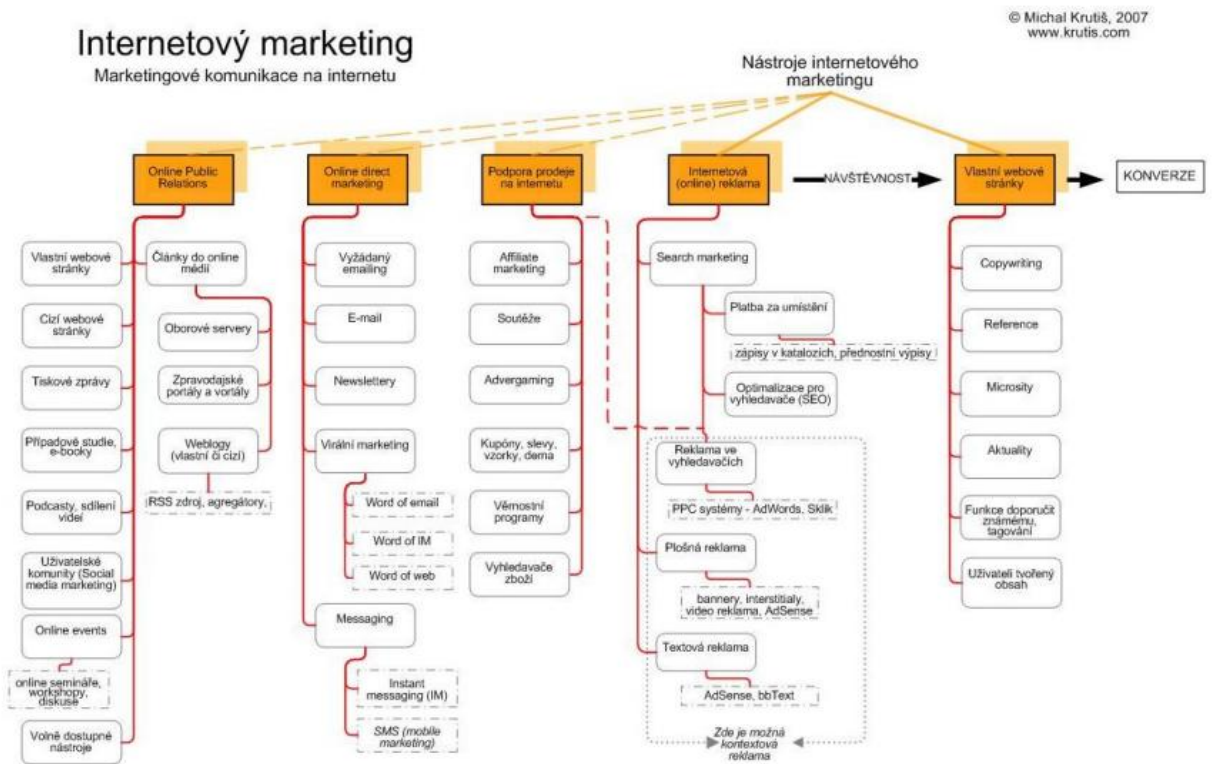 © Michal Krutiš, 2007
www.krutis.com
Internetový marketing
Marketingové komunikace na internetu
Nástroje internetového
marketingu
Online Public
Relations
Vlastní webové
stránky
Cizí webové
stránky
Tiskové zprávy
Případové studie,
e-booky
Podcasty, sdílení
videí
Uživatelské
komunity (Social
media marketing)
Online events
online semináře,
workshopy,
diskuse
Volně dostupné
nástroje
Články do online
médií
Oborové servery
Zpravodajské
portály a vortály
Weblogy
(vlastní či cizí)
RSS zdroj, agregátory,
Online direct
marketing
Vyžádaný
emailing
E-mail
Newslettery
Virální marketing
Word of email
Word of IM
Word of web
Messaging
Instant
messaging (IM)
SMS (mobile
marketing)
Podpora prodeje
na internetu
Affiliate
marketing
Soutěže
Advergaming
Kupóny, slevy,
vzorky, dema
Věrnostní
programy
Vyhledavače
zboží
Internetová
(online) reklama
Search marketing
Platba za umístění
zápisy v katalozích, přednostní výpisy
Optimalizace pro
vyhledavače (SEO)
Reklama ve
vyhledavačích
PPC systémy - AdWords, Sklik
Plošná reklama
bannery, interstitialy,
video reklama, AdSense
Textová reklama
AdSense, bbText
Zde je možná
kontextová
reklama
NÁVŠTĚVNOST
Vlastní webové
stránky
Copywriting
Reference
Microsity
Aktuality
Funkce doporučit
známému,
tagování
Uživateli tvořený
obsah
KONVERZE